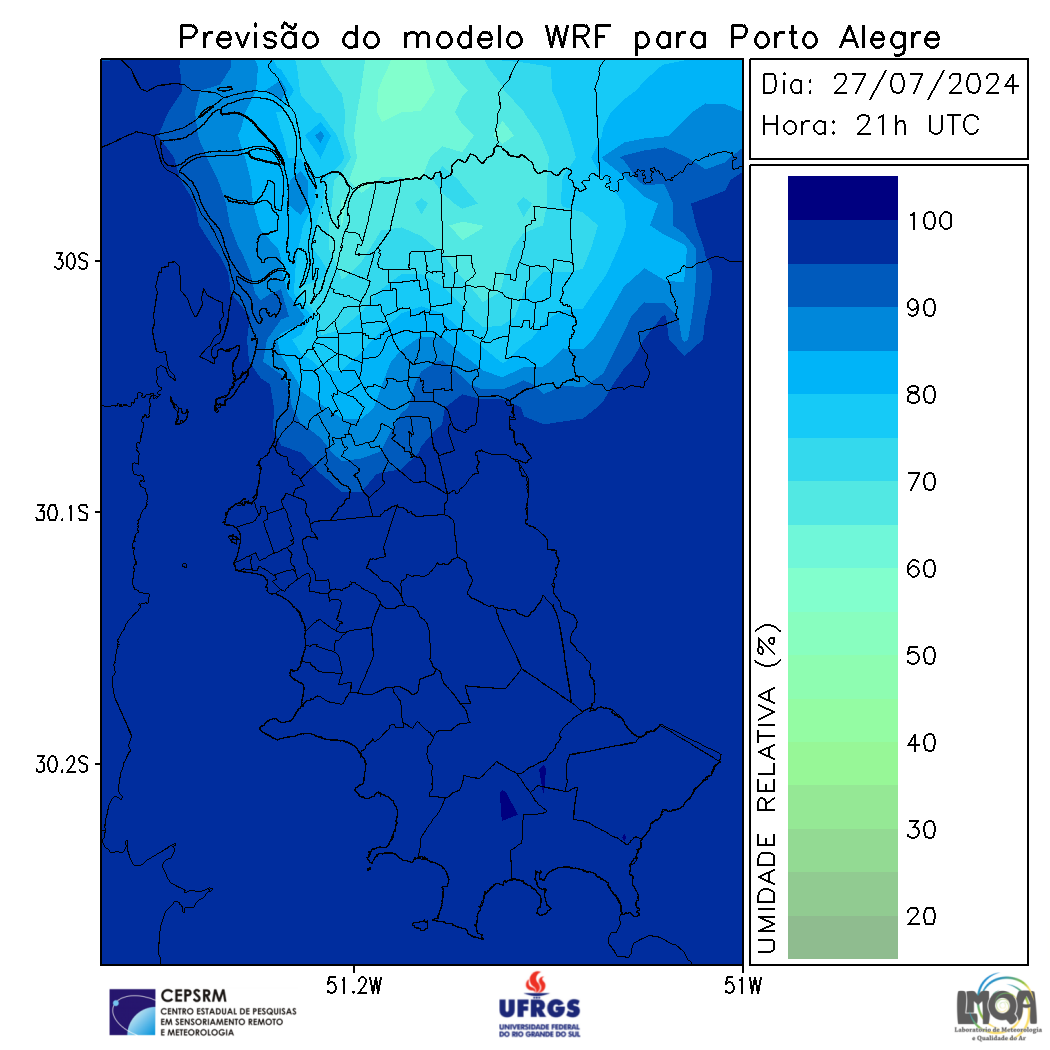 Previsão do modelo WRF para Porto Alegre
Dia: 27/07/2024
Hora: 21h UTC
100
90
80
70
60
50
40
30
20
UMIDADE RELATIVA (%)
30S
30.1S
30.2S
51.2W
51W
CEPSRM
CENTRO ESTADUAL DE PESQUISAS
EM SENSORIAMENTO REMOTO
E METEOROLOGIA
UFRGS
UNIVERSIDADE FEDERAL
DO RIO GRANDE DO SUL
LMQA
Laboratório de Meteorologia
e Qualidade do Ar